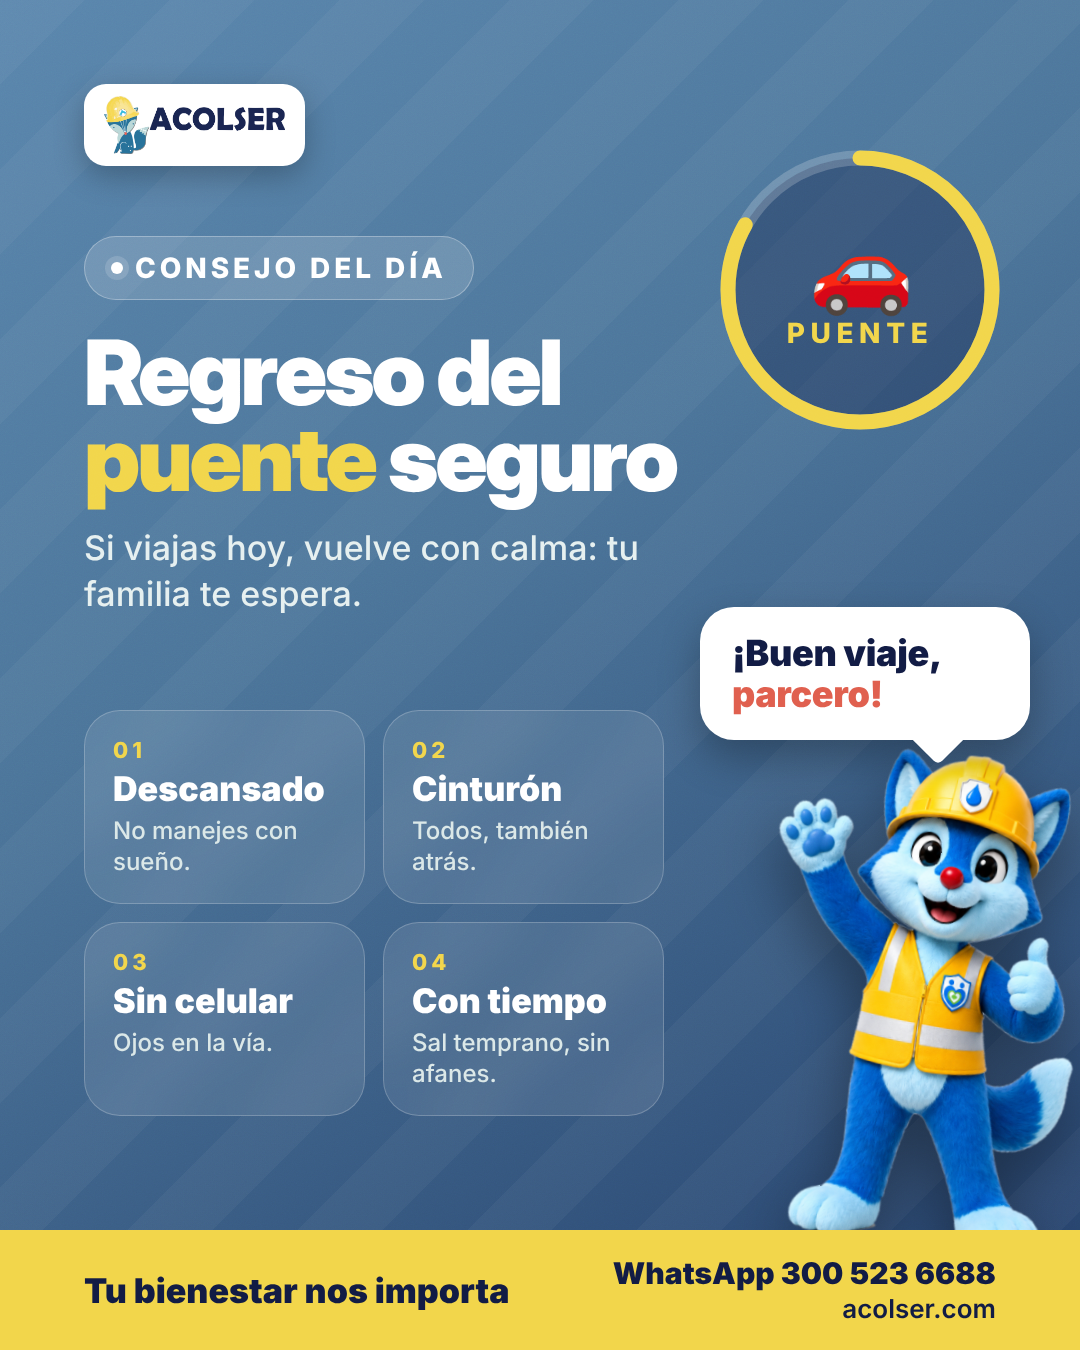 ACOLSER
CONSEJO DEL DÍA
PUENTE
Regreso del
puente seguro
Si viajas hoy, vuelve con calma: tu
familia te espera.
¡Buen viaje,
parcero!
01
Descansado
No manejes con
sueño.
02
Cinturón
Todos, también
atrás.
03
Sin celular
Ojos en la vía.
04
Con tiempo
Sal temprano, sin
afanes.
Tu bienestar nos importa
WhatsApp 300 523 6688
acolser.com